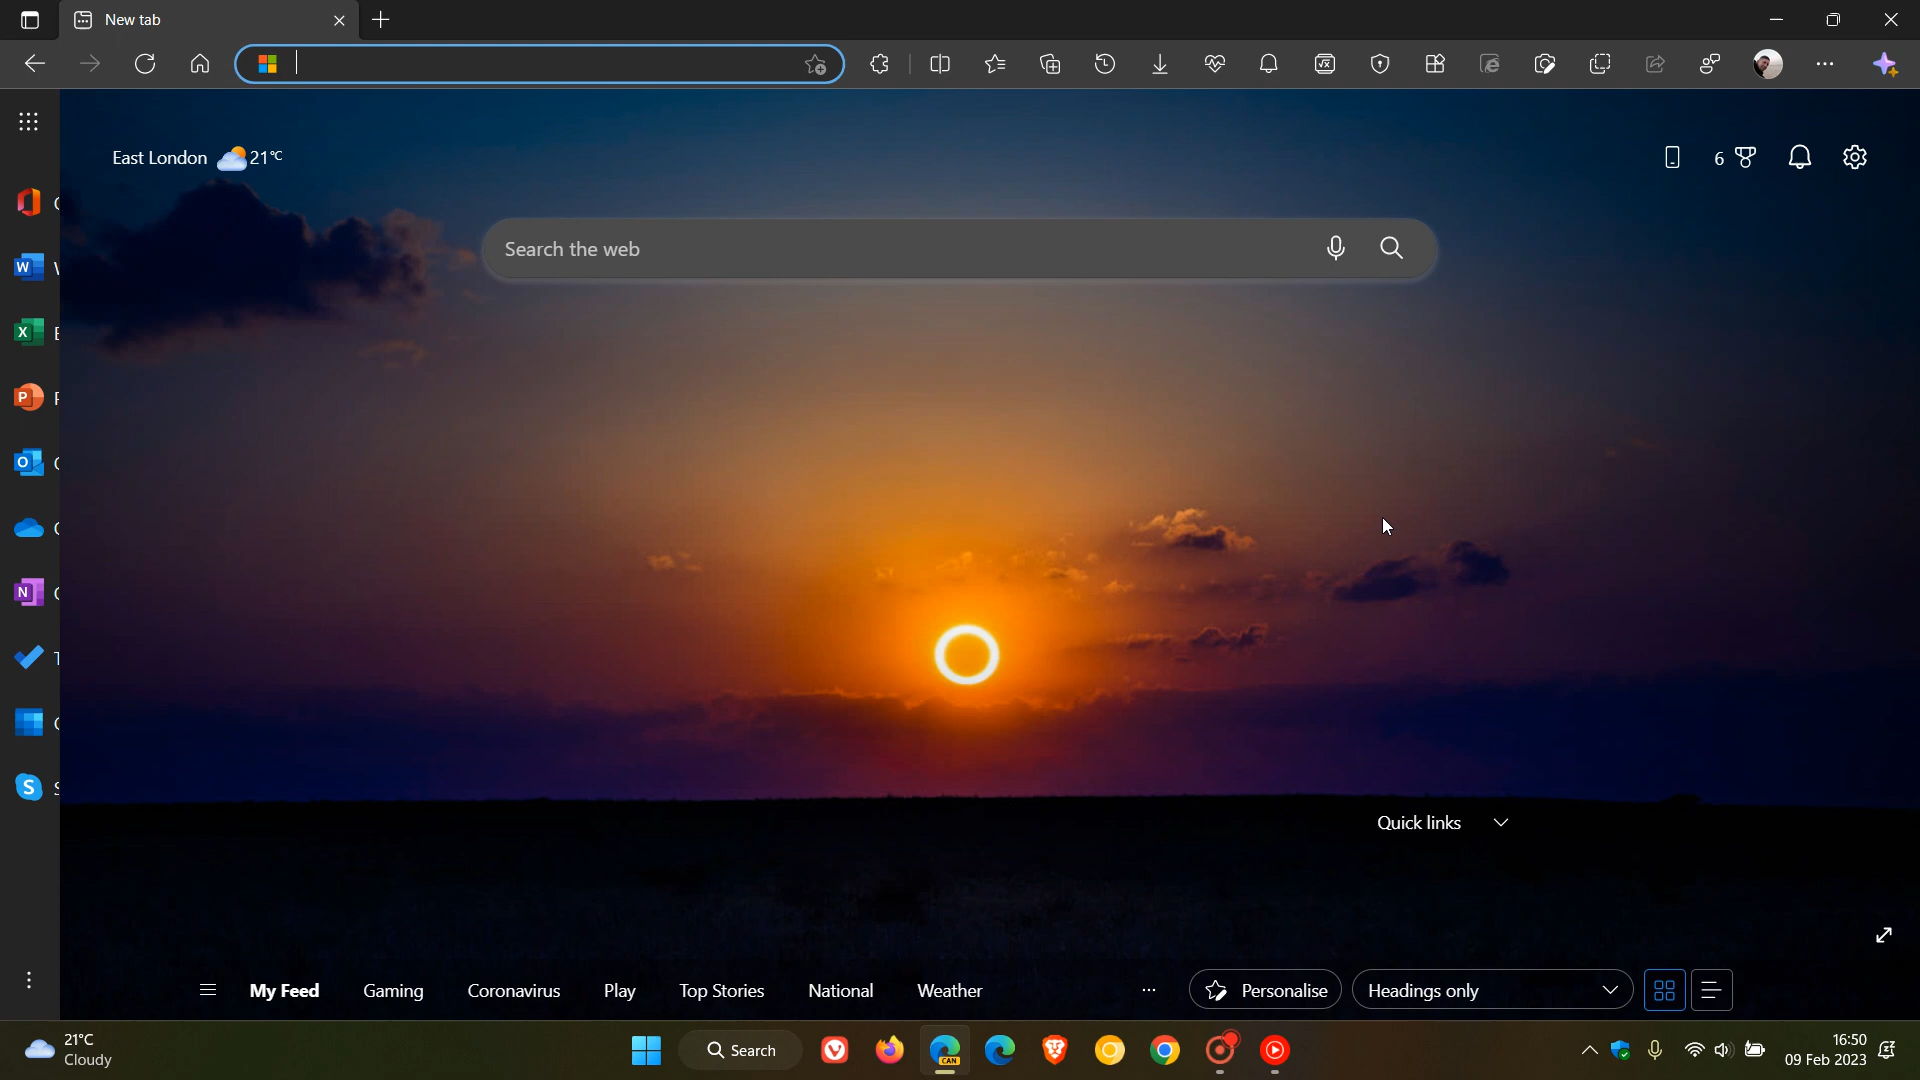 New tab
East London 21°C
6
Search the web
W
X
P
O
N
S
Quick links
My Feed Gaming Coronavirus Play Top Stories National Weather
Personalise Headings only
21°C
Cloudy
Search
CAN
16:50
09 Feb 2023